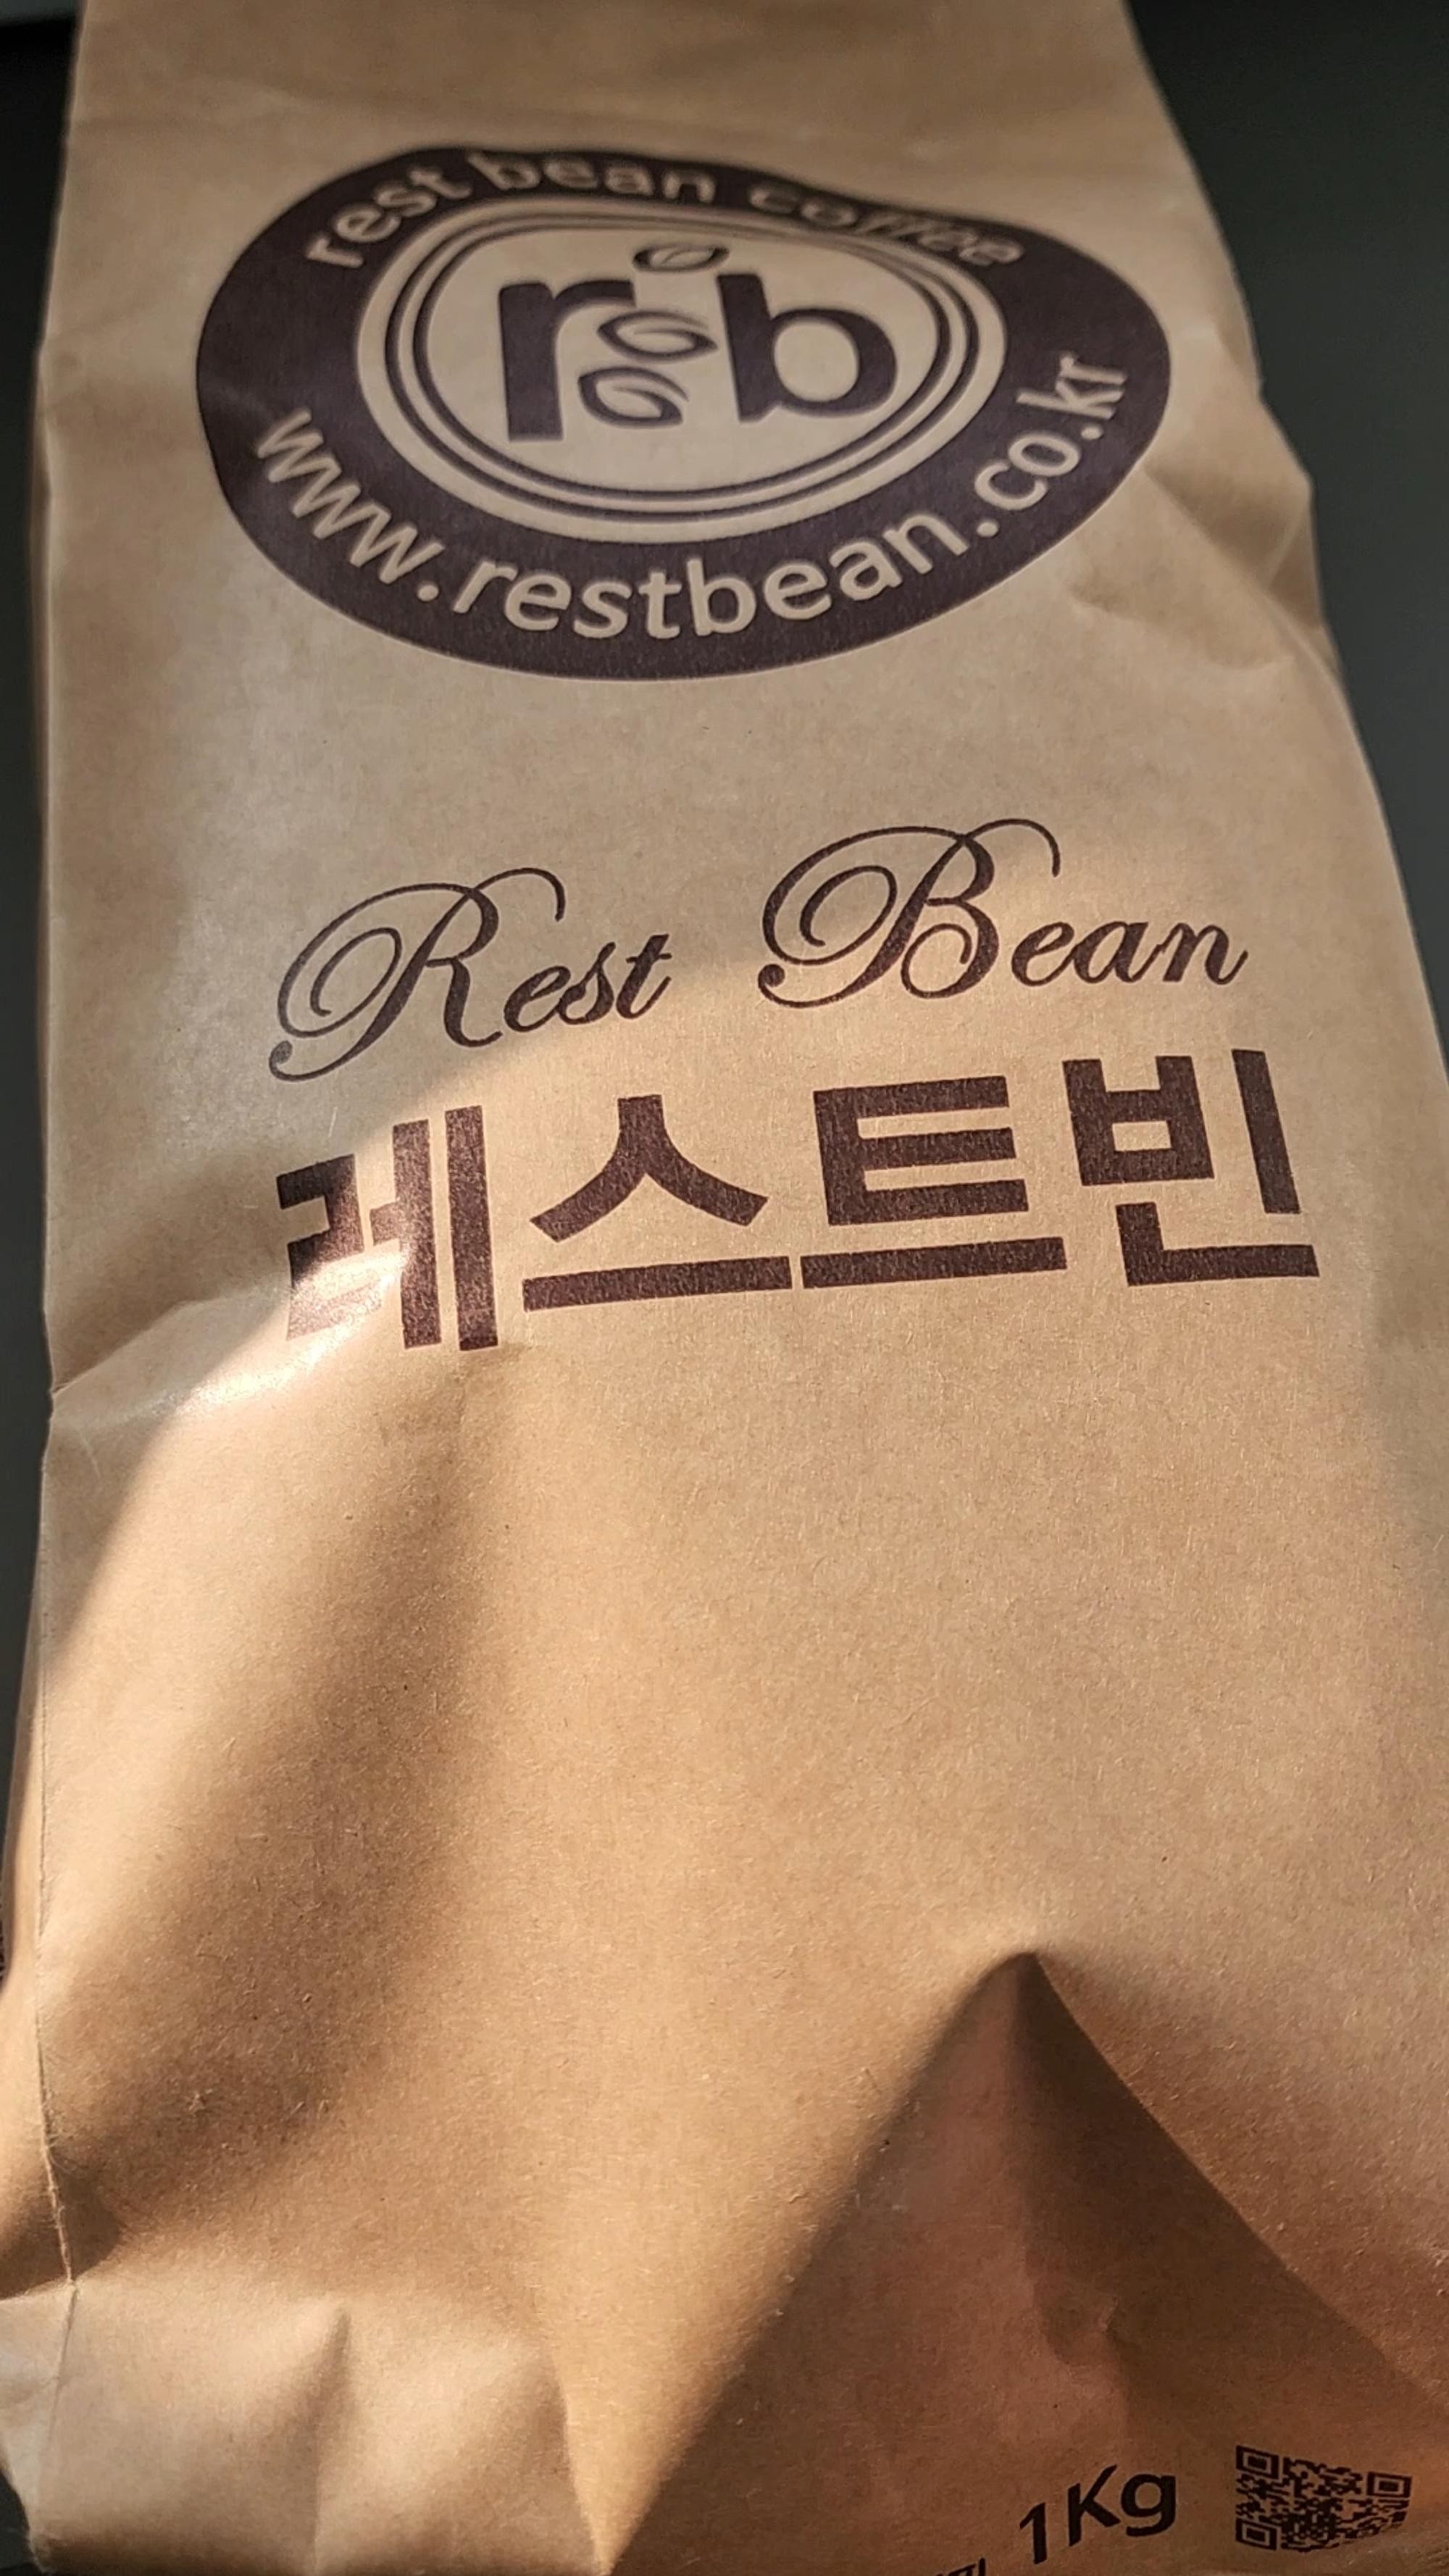 rest bean coffee
rb
www.restbean.co.kr
Rest Bean
레스트빈
1Kg